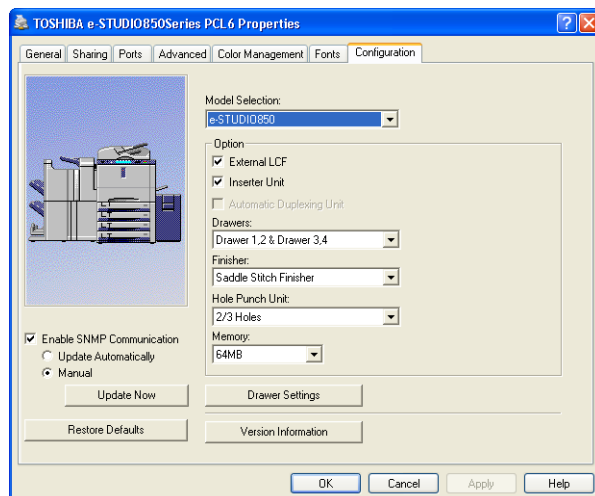 TOSHIBA e-STUDIO850Series PCL6 Properties
General Sharing Ports Advanced Color Management Fonts Configuration
Model Selection:
e-STUDIO850
Option
External LCF
Inserter Unit
Automatic Duplexing Unit
Drawers:
Drawer 1,2 & Drawer 3,4
Finisher:
Saddle Stitch Finisher
Hole Punch Unit:
2/3 Holes
Enable SNMP Communication
Memory:
Update Automatically
64MB
Manual
Update Now Drawer Settings
Restore Defaults Version Information
OK Cancel Apply Help